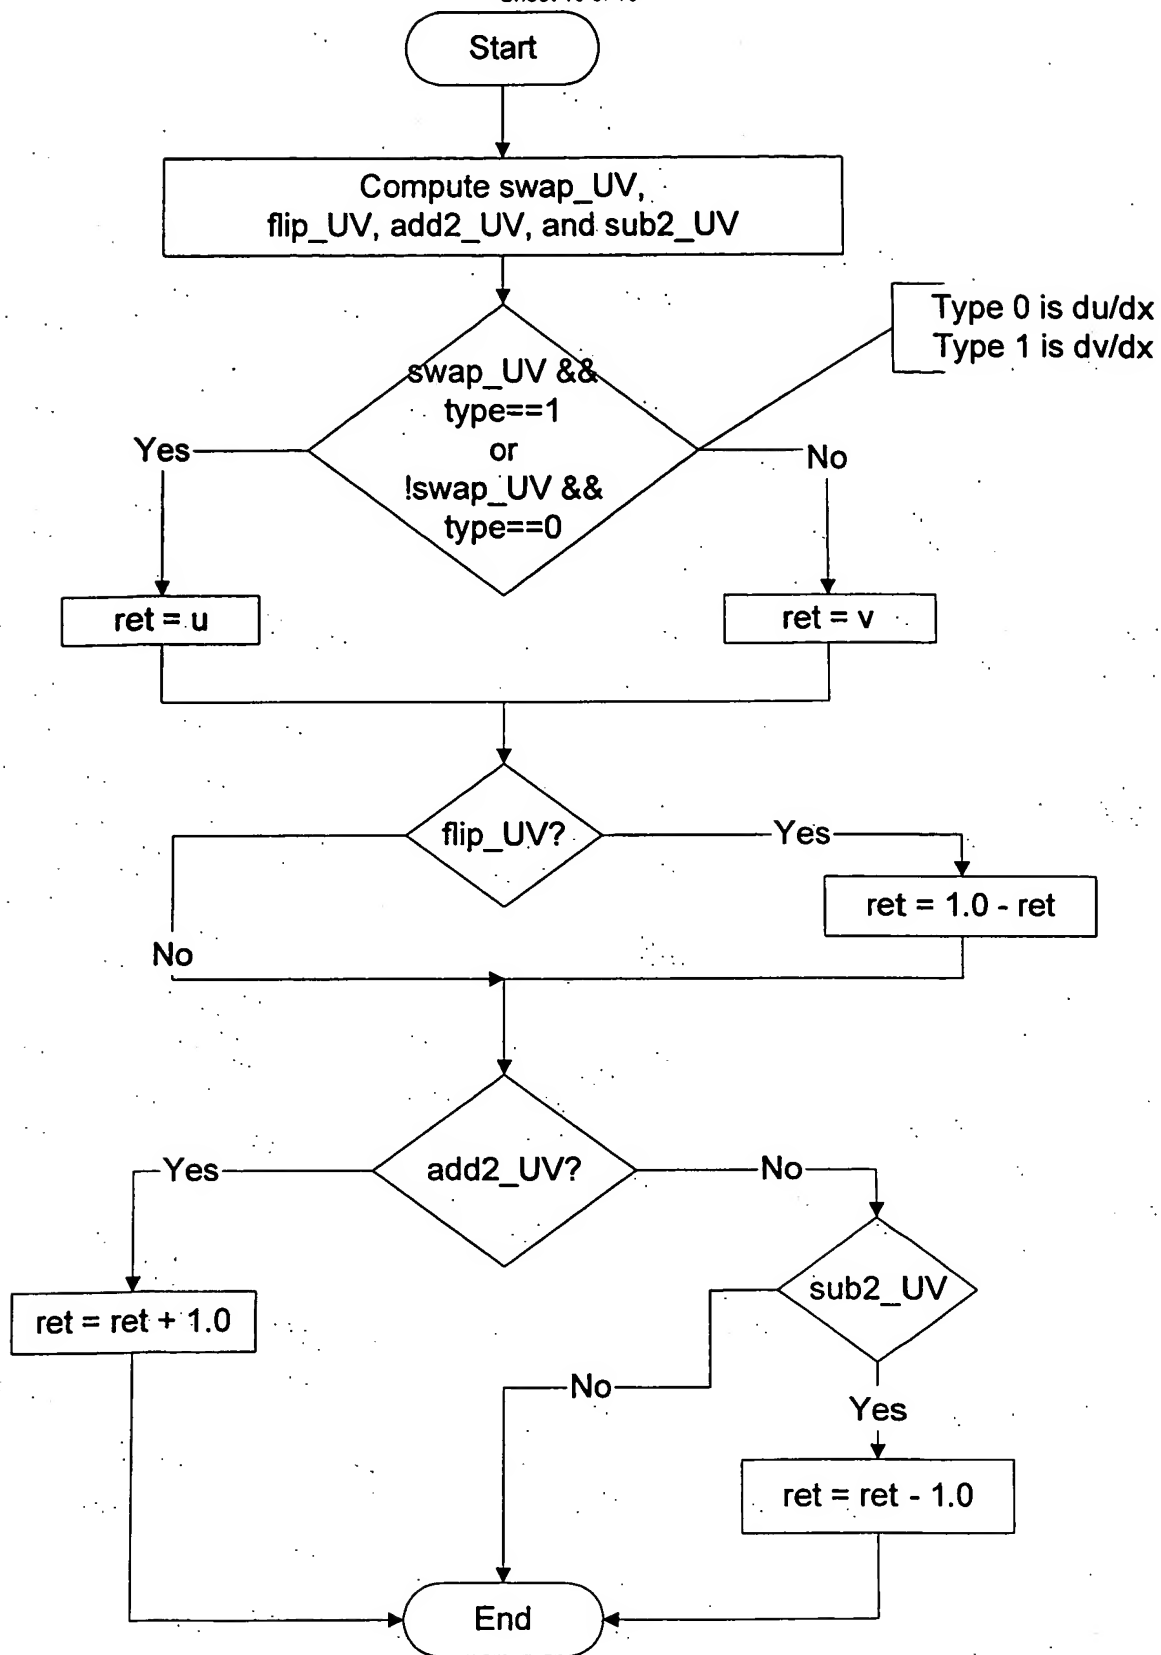 Start
Compute swap_UV,
flip_UV, add2_UV, and sub2_UV
Type 0 is du/dx
Type 1 is dv/dx
swap_UV &&
type==1
or
!swap_UV &&
type==0
Yes
No
ret = u
ret = v
flip_UV?
Yes
ret = 1.0 - ret
No
add2_UV?
Yes
No
sub2_UV
ret = ret + 1.0
No
Yes
ret = ret - 1.0
End